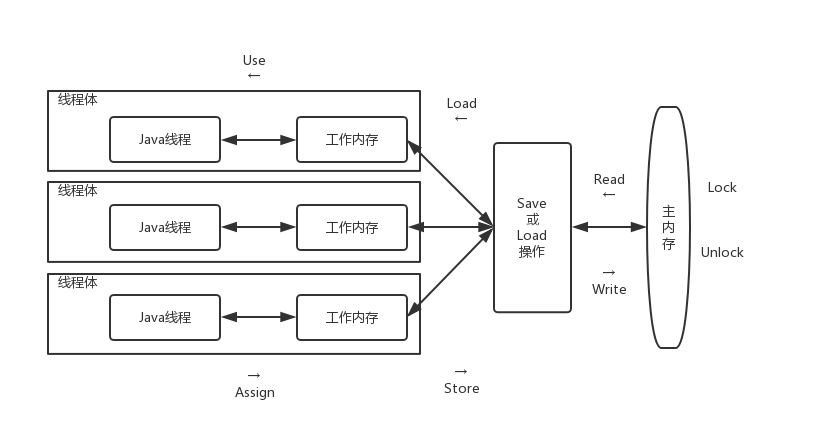 Use
←
Load
←
线程体
Java线程
工作内存
线程体
Java线程
工作内存
线程体
Java线程
工作内存
Save
或
Load
操作
Read
←
→
Write
主
内
存
Lock
Unlock
→
Assign
→
Store